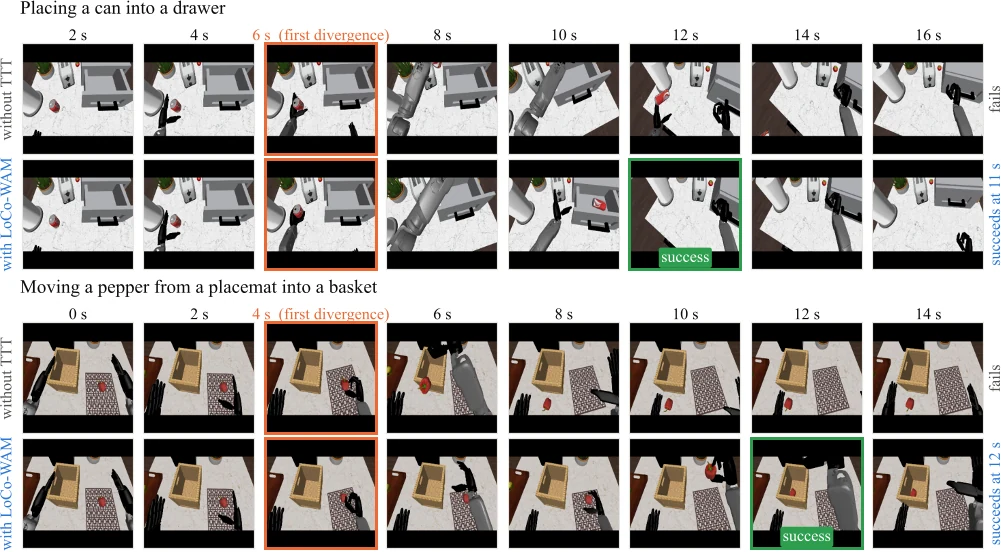 Placing a can into a drawer
2 s 4 s 6 s (first divergence) 8 s 10 s 12 s 14 s 16 s
without TTT
fails
with LoCo-WAM
success
succeeds at 11 s
Moving a pepper from a placemat into a basket
0 s 2 s 4 s (first divergence) 6 s 8 s 10 s 12 s 14 s
without TTT
fails
with LoCo-WAM
success
succeeds at 12 s